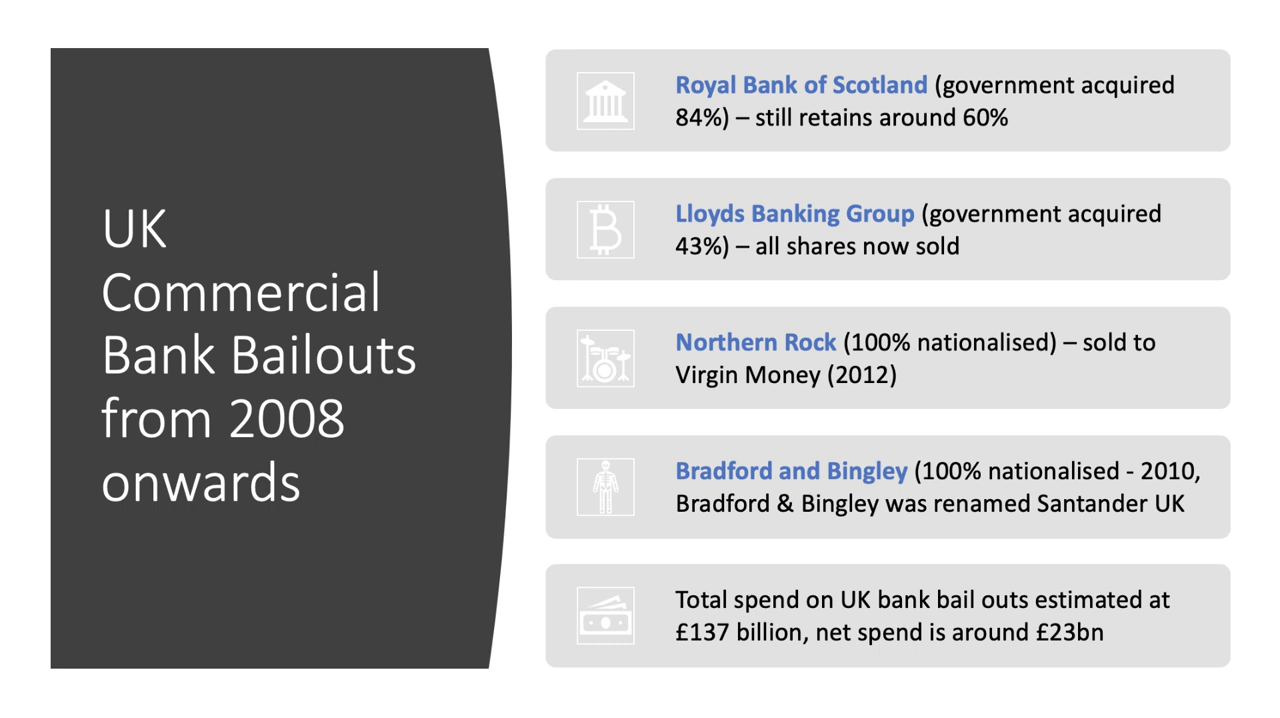 UK
Commercial
Bank Bailouts
from 2008
onwards
Royal Bank of Scotland (government acquired
84%) – still retains around 60%
Lloyds Banking Group (government acquired
43%) – all shares now sold
Northern Rock (100% nationalised) – sold to
Virgin Money (2012)
Bradford and Bingley (100% nationalised - 2010,
Bradford & Bingley was renamed Santander UK
Total spend on UK bank bail outs estimated at
£137 billion, net spend is around £23bn